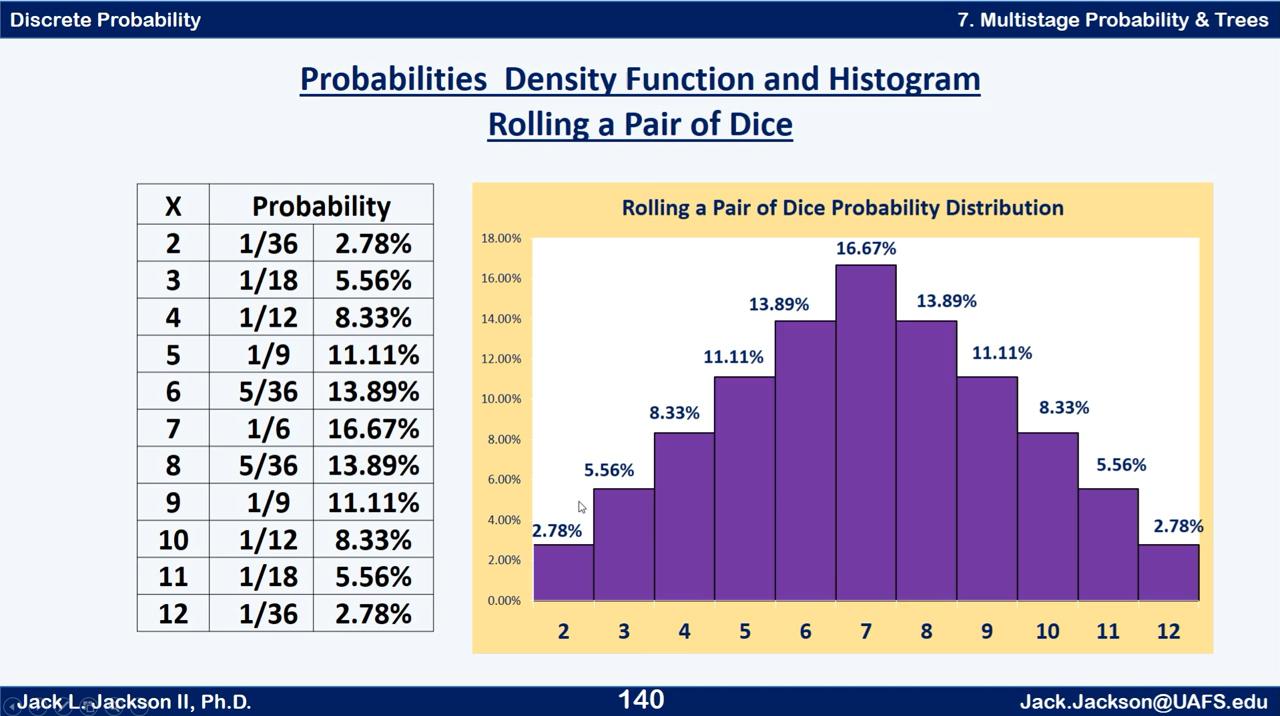 Discrete Probability
7. Multistage Probability & Trees
Probabilities Density Function and Histogram
Rolling a Pair of Dice
X Probability
2 1/36 2.78%
3 1/18 5.56%
4 1/12 8.33%
5 1/9 11.11%
6 5/36 13.89%
7 1/6 16.67%
8 5/36 13.89%
9 1/9 11.11%
10 1/12 8.33%
11 1/18 5.56%
12 1/36 2.78%
Rolling a Pair of Dice Probability Distribution
18.00%
16.00%
14.00%
12.00%
10.00%
8.00%
6.00%
4.00%
2.00%
0.00%
2.78%
5.56%
8.33%
11.11%
13.89%
16.67%
13.89%
11.11%
8.33%
5.56%
2.78%
2 3 4 5 6 7 8 9 10 11 12
Jack L. Jackson II, Ph.D.
140
Jack.Jackson@UAFS.edu